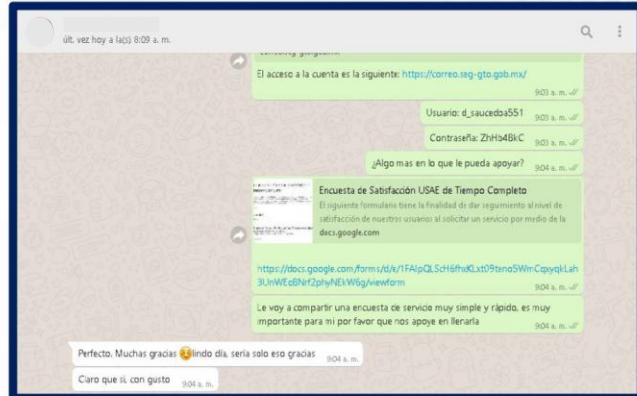 últ. vez hoy a la(s) 8:09 a. m.
El acceso a la cuenta es la siguiente: https://correo.seg-gto.gob.mx/
9:03 a. m.
Usuario: d_saucedoa551
9:03 a. m.
Contraseña: ZhHb4BkC
9:03 a. m.
¿Algo mas en lo que le pueda apoyar?
9:04 a. m.
Encuesta de Satisfacción USAE de Tiempo Completo
El siguiente formulario tiene la finalidad de dar seguimiento al nivel de
satisfacción de nuestros usuarios al solicitar un servicio por medio de la
docs.google.com
https://docs.google.com/forms/d/e/
9:04 a. m.
Le voy a compartir una encuesta de servicio muy simple y rápido, es muy
importante para mi por favor que nos apoye en llenarla
9:04 a. m.
Perfecto. Muchas gracias 😉lindo día, sería solo eso gracias
9:04 a. m.
Claro que si, con gusto
9:04 a. m.